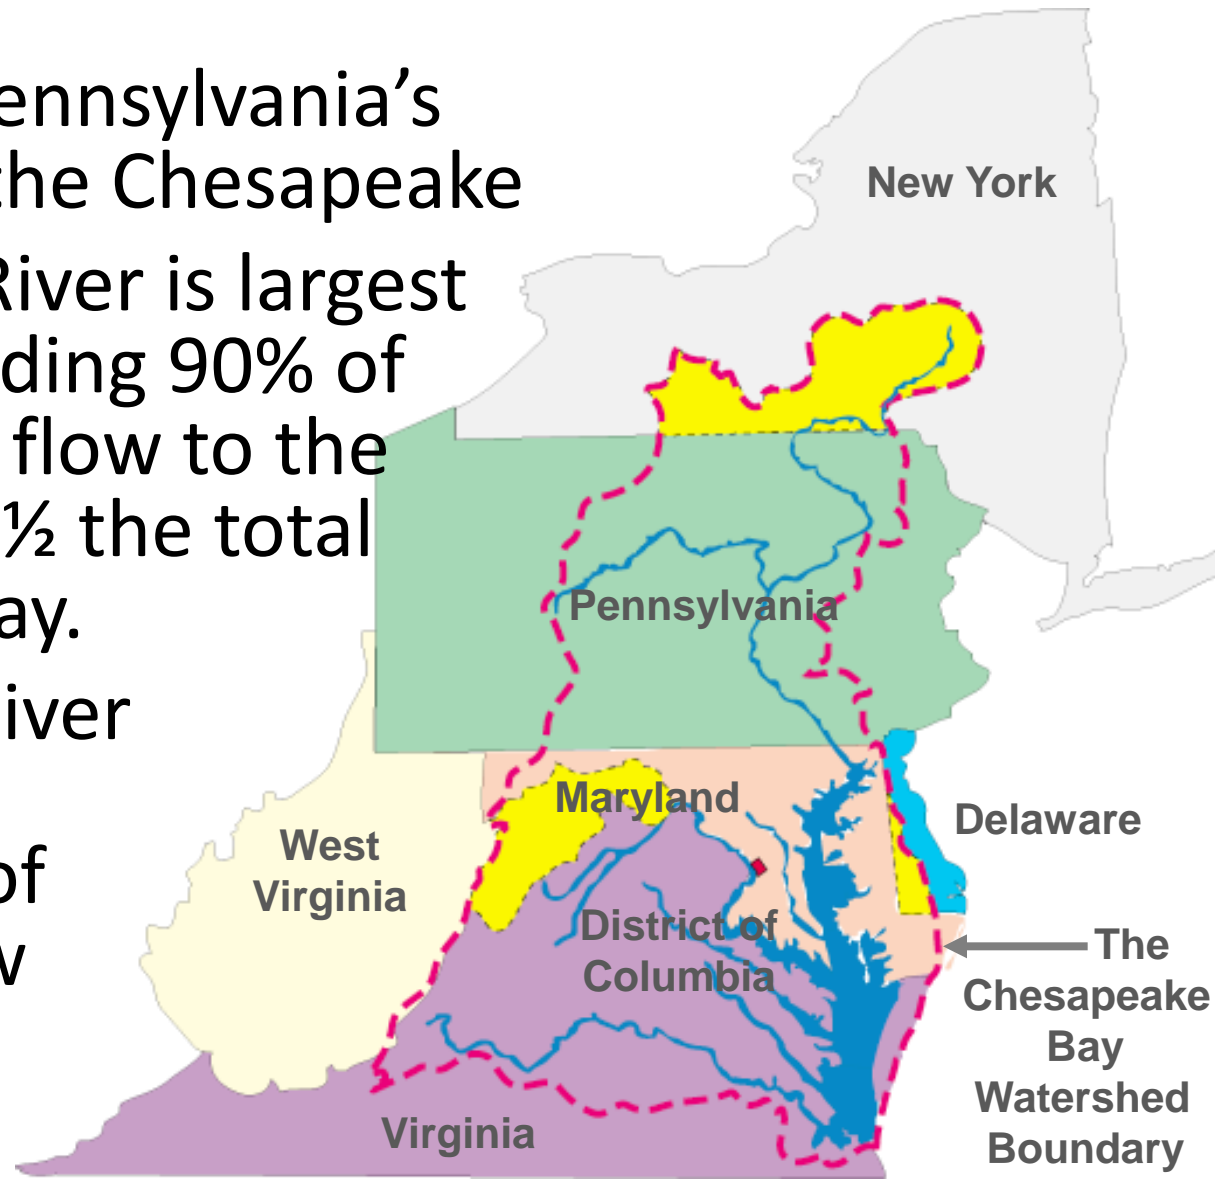 ennsylvania’s
the Chesapeake
River is largest
ding 90% of
flow to the
½ the total
ay.
iver
of
w
New York
Pennsylvania
Maryland
Delaware
West
Virginia
District of
Columbia
The
Chesapeake
Bay
Watershed
Boundary
Virginia